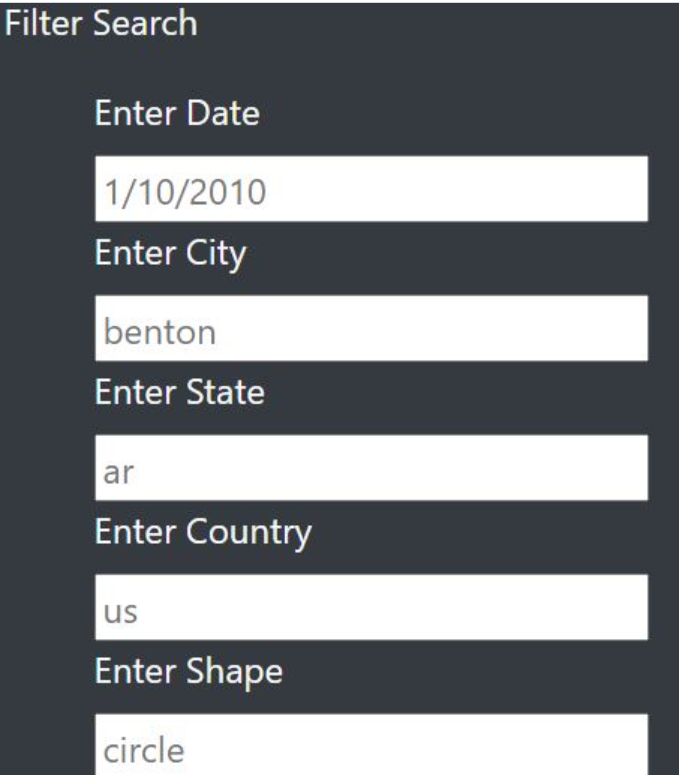 Filter Search
Enter Date
1/10/2010
Enter City
benton
Enter State
ar
Enter Country
us
Enter Shape
circle